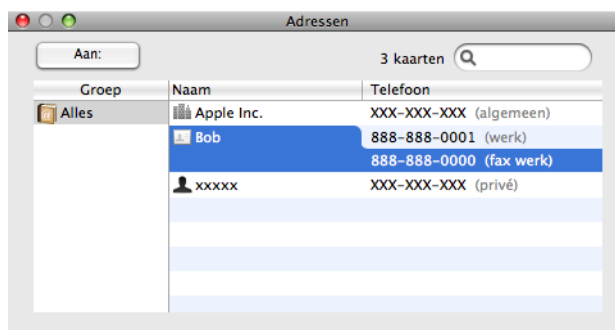 Adressen
Aan:
3 kaarten
Groep Naam Telefoon
Alles Apple Inc. XXX-XXX-XXX (algemeen)
Bob 888-888-0001 (werk)
888-888-0000 (fax werk)
xxxxx XXX-XXX-XXX (privé)